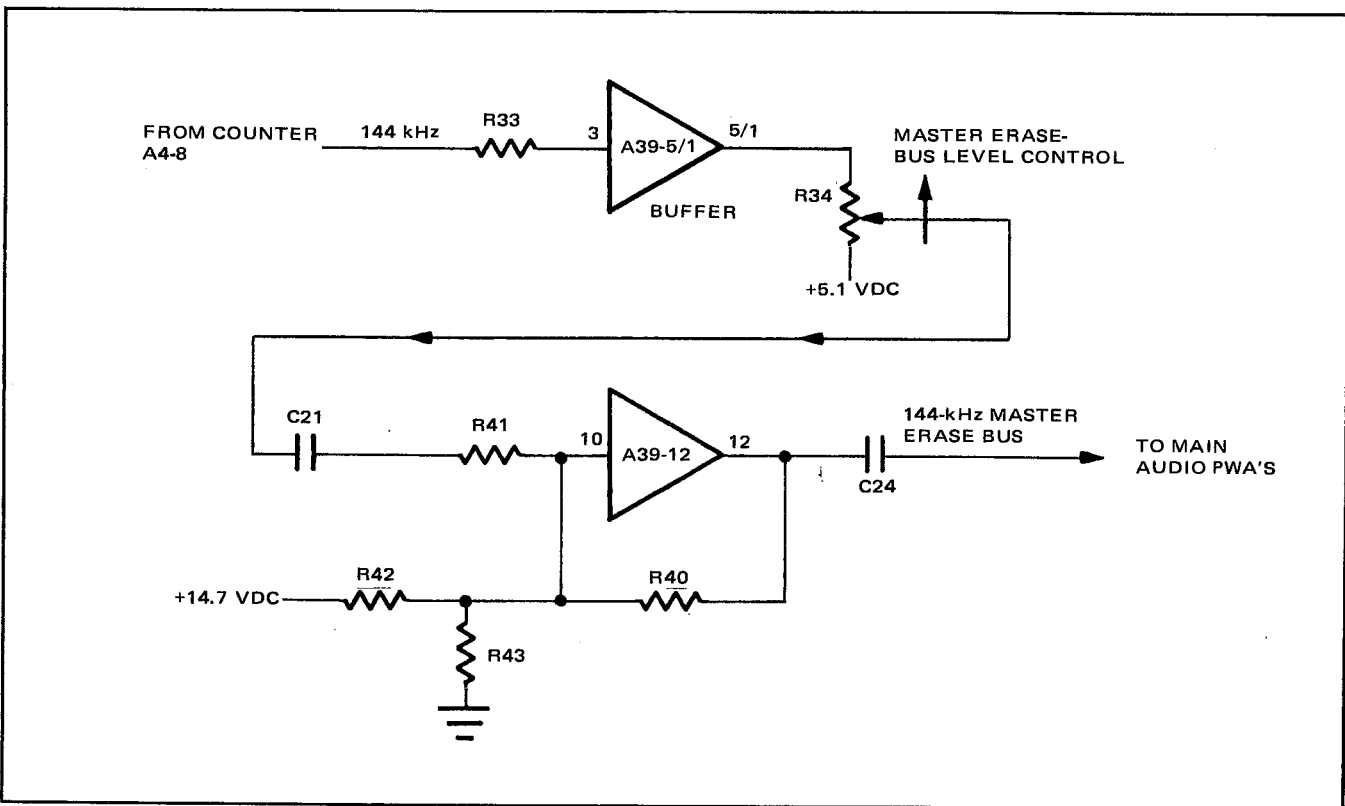 FROM COUNTER
A4-8
144 kHz
R33
3
A39-5/1
5/1
BUFFER
MASTER ERASE-
BUS LEVEL CONTROL
R34
+5.1 VDC
C21
R41
10
A39-12
12
144-kHz MASTER
ERASE BUS
C24
TO MAIN
AUDIO PWA'S
+14.7 VDC
R42
R40
R43